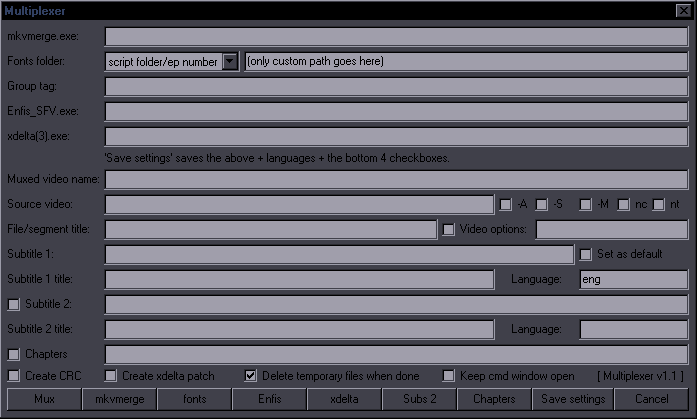 Multiplexer
mkvmerge.exe:
Fonts folder: script folder/ep number (only custom path goes here)
Group tag:
Enfis_SFV.exe:
xdelta(3).exe:
'Save settings' saves the above + languages + the bottom 4 checkboxes.
Muxed video name:
Source video: -A -S -M nc nt
File/segment title: Video options:
Subtitle 1: Set as default
Subtitle 1 title: Language: eng
Subtitle 2:
Subtitle 2 title: Language:
Chapters
Create CRC Create xdelta patch Delete temporary files when done Keep cmd window open [ Multiplexer v1.1 ]
Mux mkvmerge fonts Enfis xdelta Subs 2 Chapters Save settings Cancel